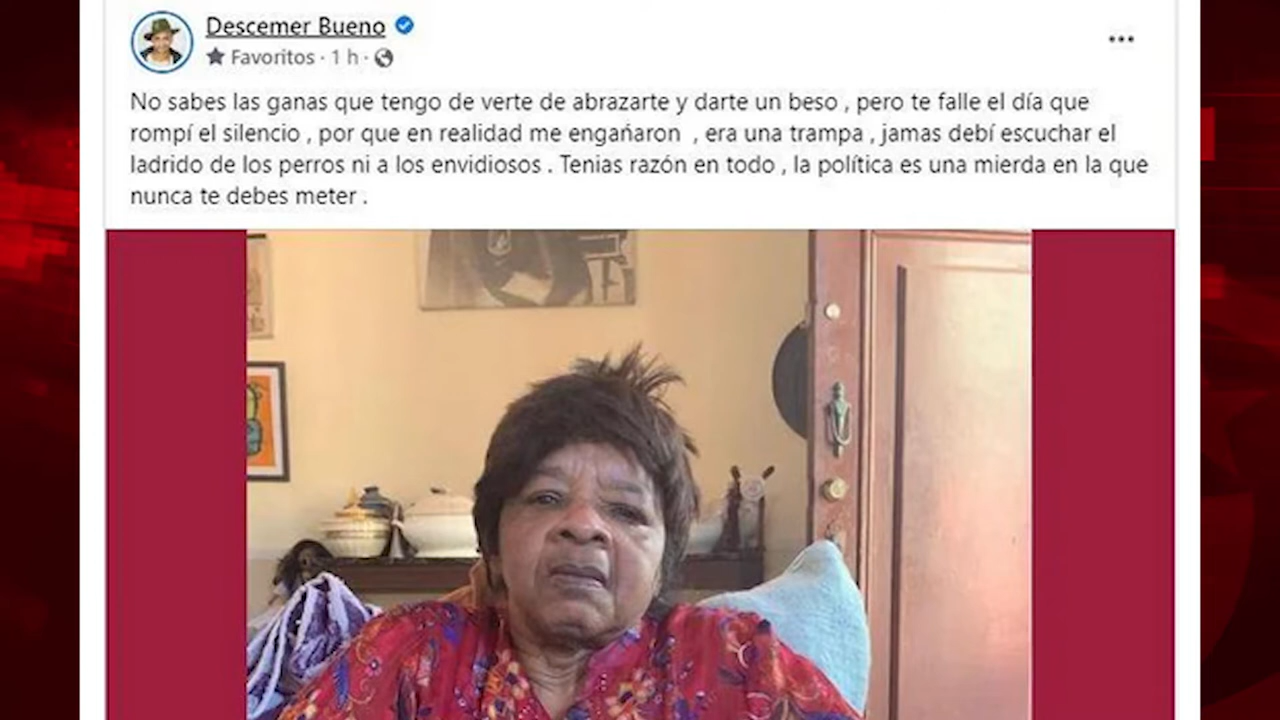 Descemer Bueno
Favoritos · 1 h ·
No sabes las ganas que tengo de verte de abrazarte y darte un beso , pero te falle el día que
rompí el silencio , por que en realidad me engańaron , era una trampa , jamas debí escuchar el
ladrido de los perros ni a los envidiosos . Tenias razón en todo , la política es una mierda en la que
nunca te debes meter .